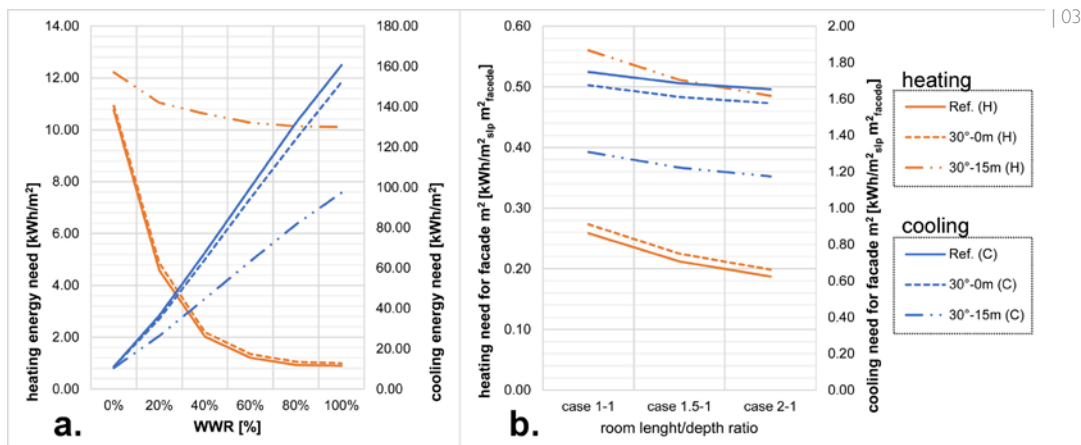 | 03
heating energy need [kWh/m²]
14.00
12.00
10.00
8.00
6.00
4.00
2.00
0.00
0%
20%
40%
60%
80%
100%
WWR [%]
a.
180.00
160.00
140.00
120.00
100.00
80.00
60.00
40.00
20.00
0.00
cooling energy need [kWh/m²]
heating need for facade m² [kWh/m²slp m²facede]
0.60
0.50
0.40
0.30
0.20
0.10
0.00
case 1-1
case 1.5-1
case 2-1
room lenght/depth ratio
b.
2.00
1.80
1.60
1.40
1.20
1.00
0.80
0.60
0.40
0.20
0.00
cooling need for facade m² [kWh/m²slp m²facede]
heating
Ref. (H)
30°-0m (H)
30°-15m (H)
cooling
Ref. (C)
30°-0m (C)
30°-15m (C)